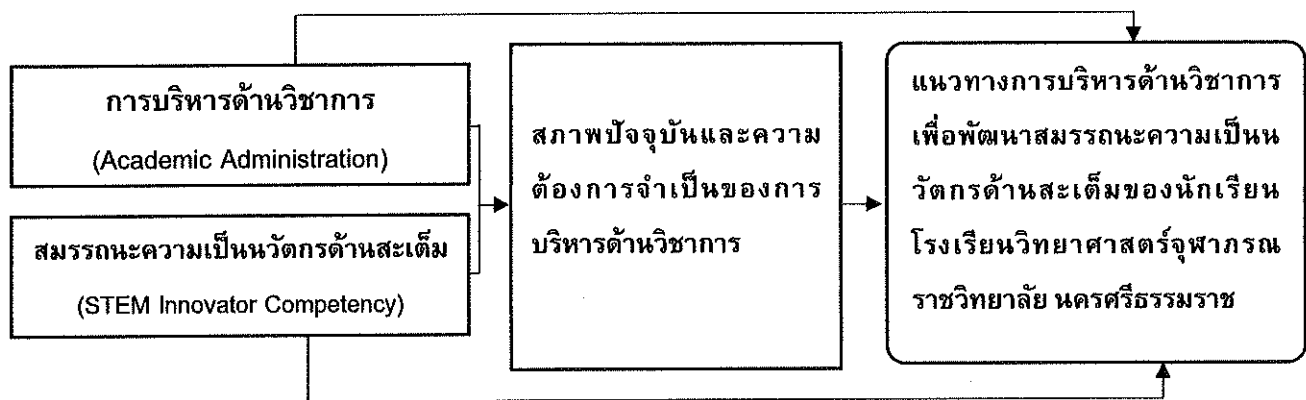 การบริหารด้านวิชาการ
(Academic Administration)
สมรรถนะความเป็นนวัตกรด้านสะเต็ม
(STEM Innovator Competency)
สภาพปัจจุบันและความ
ต้องการจำเป็นของการ
บริหารด้านวิชาการ
แนวทางการบริหารด้านวิชาการ
เพื่อพัฒนาสมรรถนะความเป็นน
วัตกรด้านสะเต็มของนักเรียน
โรงเรียนวิทยาศาสตร์จุฬาภรณ
ราชวิทยาลัย นครศรีธรรมราช